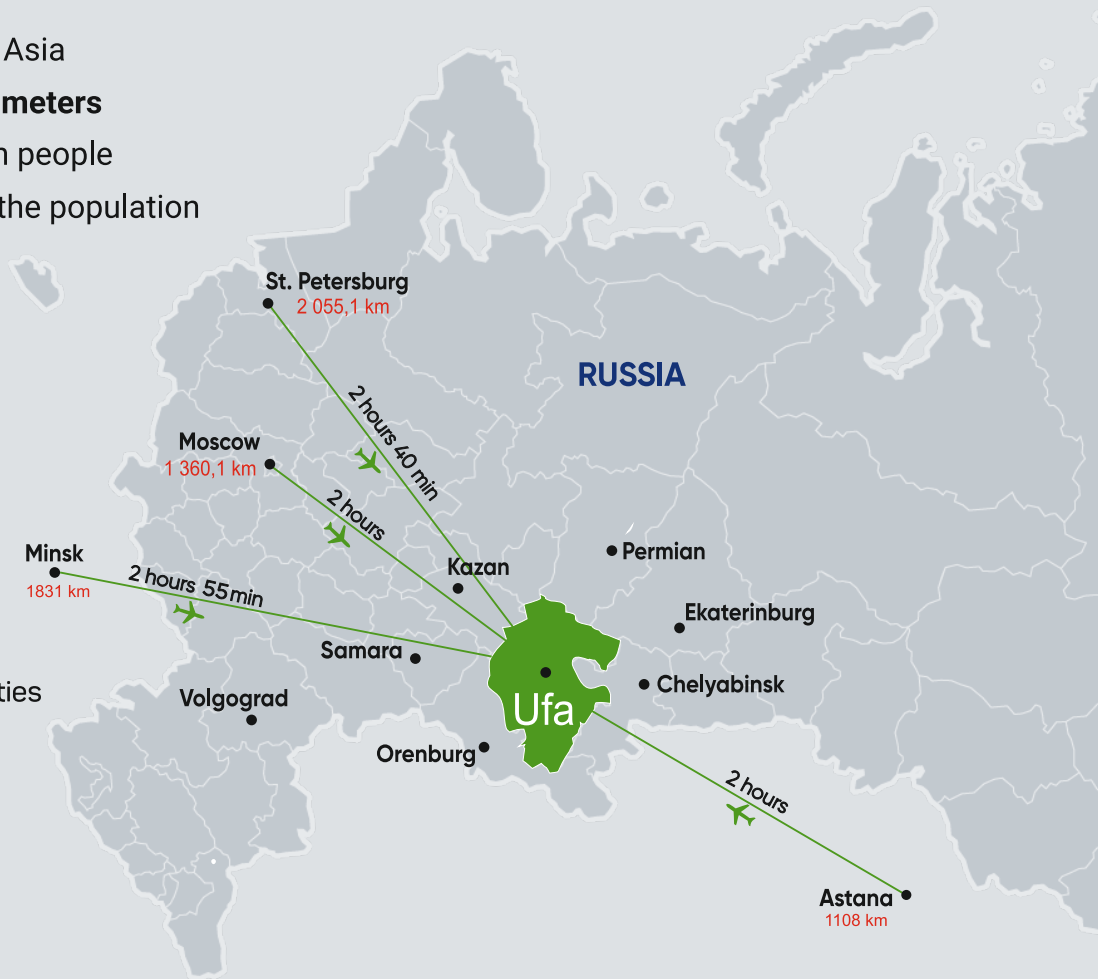 Asia
meters
n people
the population
St. Petersburg
2 055,1 km
RUSSIA
2 hours 40 min
Moscow
1 360,1 km
2 hours
Minsk
1831 km
2 hours 55 min
Kazan
Permian
Ekaterinburg
Samara
Chelyabinsk
ties
Volgograd
Ufa
Orenburg
2 hours
Astana
1108 km